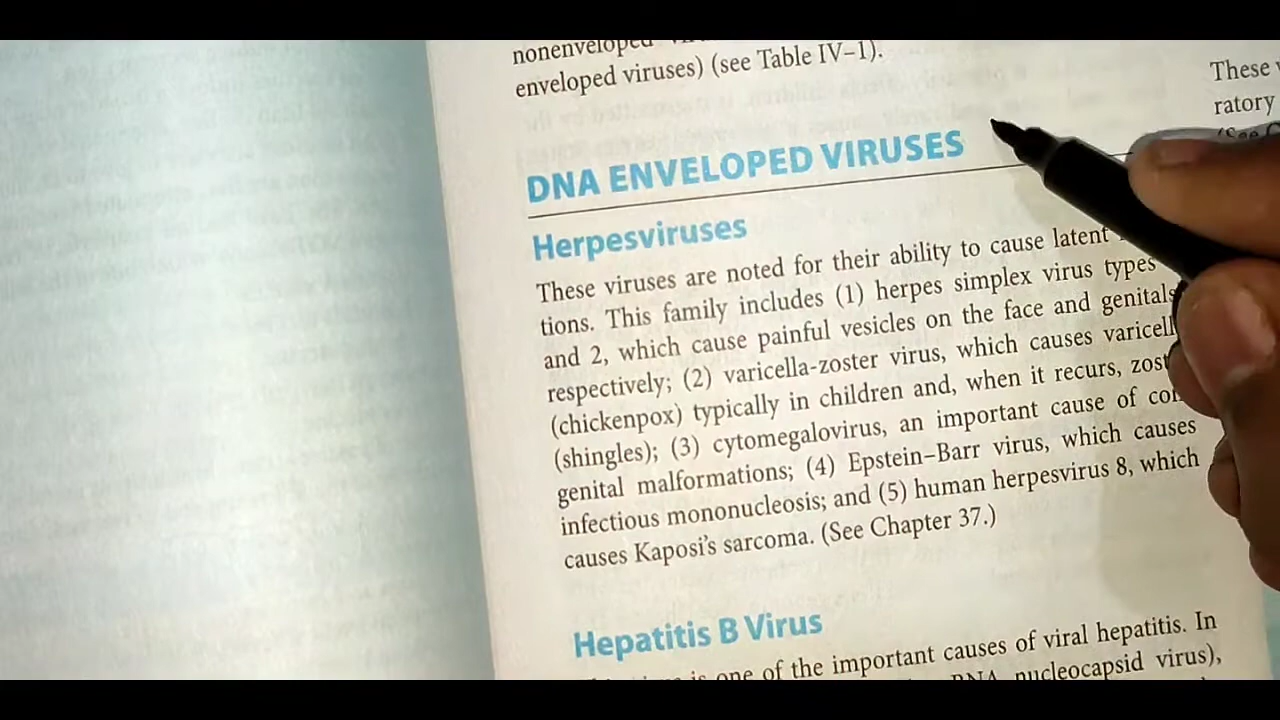 nonenveloped
enveloped viruses) (see Table IV–1).
DNA ENVELOPED VIRUSES
Herpesviruses
These viruses are noted for their ability to cause latent
tions. This family includes (1) herpes simplex virus types
and 2, which cause painful vesicles on the face and genitals
respectively; (2) varicella-zoster virus, which causes varicell
(chickenpox) typically in children and, when it recurs, zost
(shingles); (3) cytomegalovirus, an important cause of con
genital malformations; (4) Epstein–Barr virus, which causes
infectious mononucleosis; and (5) human herpesvirus 8, which
causes Kaposi's sarcoma. (See Chapter 37.)
Hepatitis B Virus
is one of the important causes of viral hepatitis. In
RNA nucleocapsid virus),
These
ratory
(See